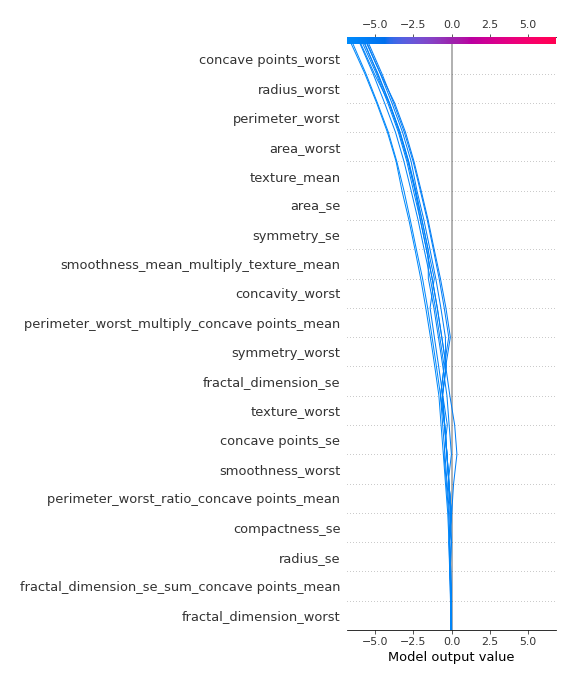 −5.0 −2.5 0.0 2.5 5.0
concave points_worst
radius_worst
perimeter_worst
area_worst
texture_mean
area_se
symmetry_se
smoothness_mean_multiply_texture_mean
concavity_worst
perimeter_worst_multiply_concave points_mean
symmetry_worst
fractal_dimension_se
texture_worst
concave points_se
smoothness_worst
perimeter_worst_ratio_concave points_mean
compactness_se
radius_se
fractal_dimension_se_sum_concave points_mean
fractal_dimension_worst
−5.0 −2.5 0.0 2.5 5.0
Model output value